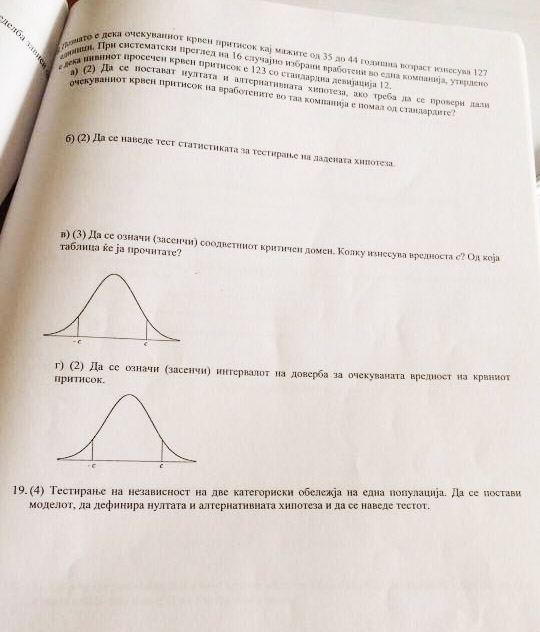 делба зависи
Познато е дека очекуваниот крвен притисок кај мажите од 35 до 44 годишна возраст изнесува 127
единици. При систематски преглед на 16 случајно избрани вработени во една компанија, утврдено
е дека нивниот просечен крвен притисок е 123 со стандардна девијација 12.
а) (2) Да се постават нултата и алтернативната хипотеза, ако треба да се провери дали
очекуваниот крвен притисок на вработените во таа компанија е помал од стандардите?
б) (2) Да се наведе тест статистиката за тестирање на дадената хипотеза.
в) (3) Да се означи (засенчи) соодветниот критичен домен. Колку изнесува вредноста c? Од која
таблица ќе ја прочитате?
- c c
г) (2) Да се означи (засенчи) интервалот на доверба за очекуваната вредност на крвниот
притисок.
- c c
19. (4) Тестирање на независност на две категориски обележја на една популација. Да се постави
моделот, да дефинира нултата и алтернативната хипотеза и да се наведе тестот.